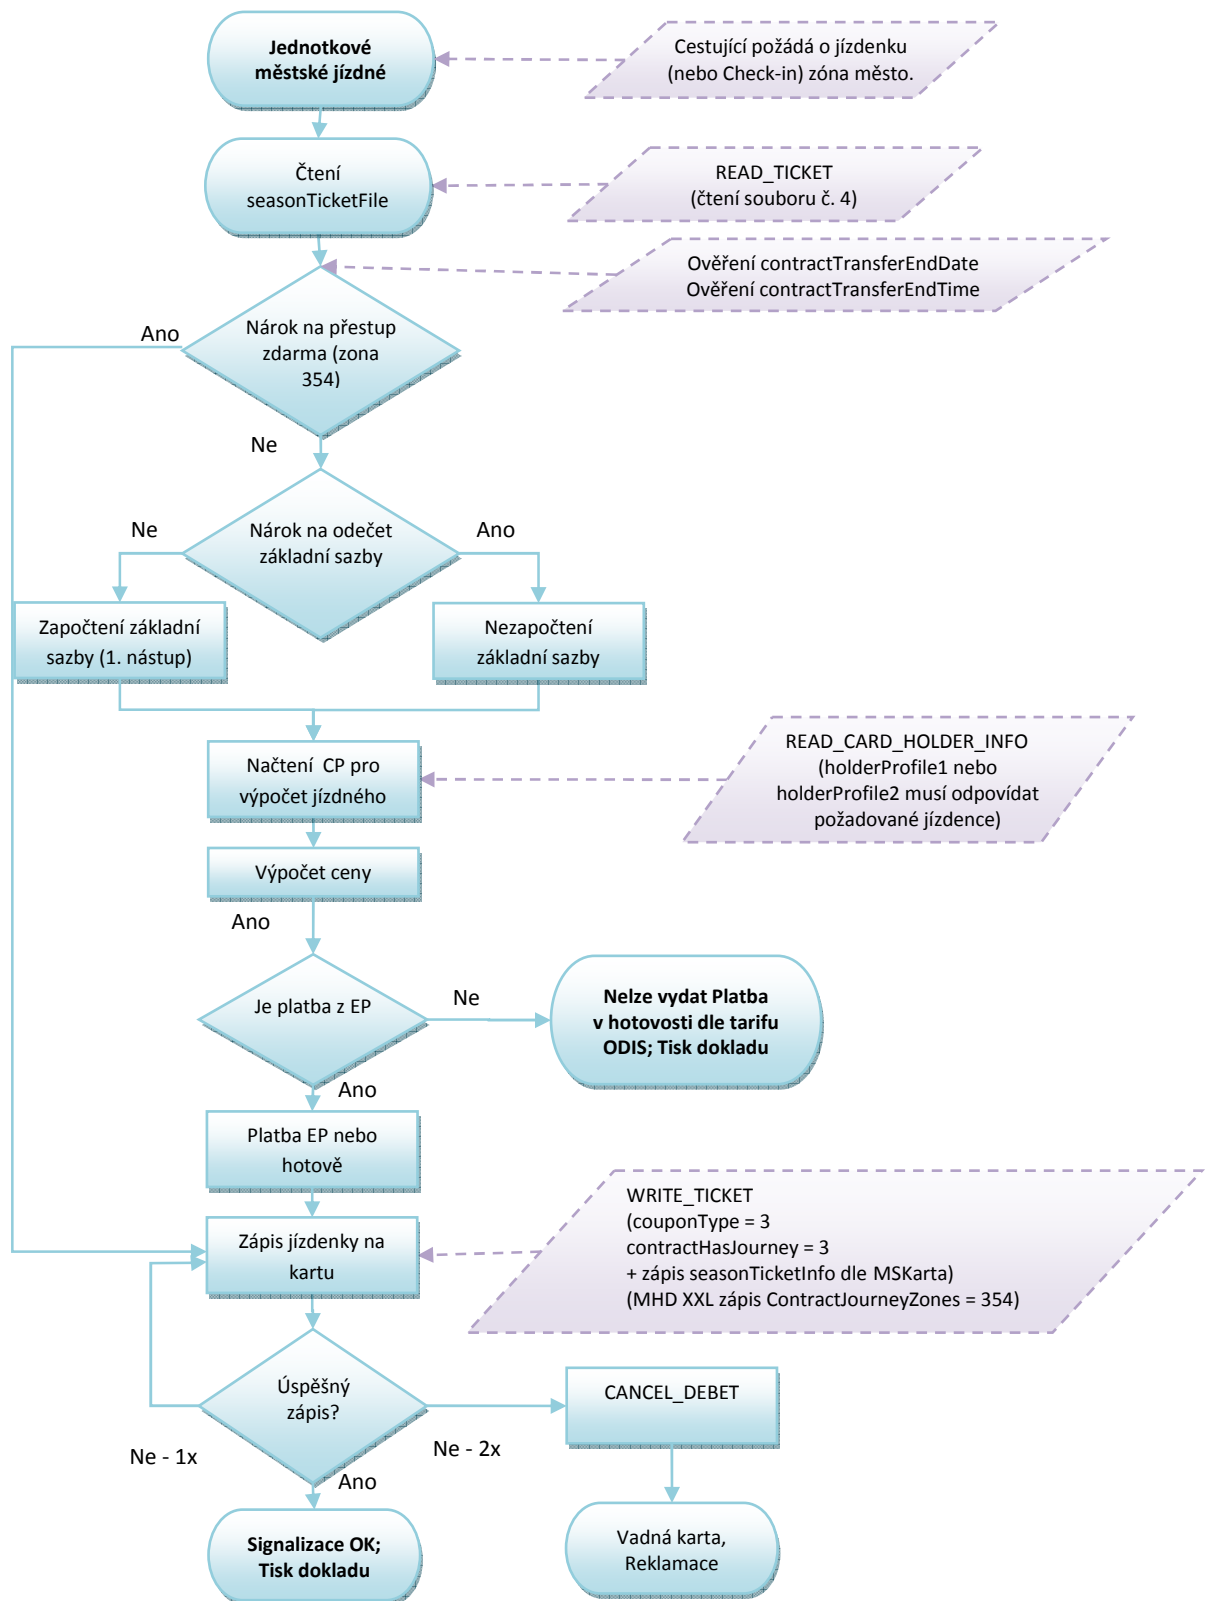 Jednotkové
městské jízdné
Cestující požádá o jízdenku
(nebo Check-in) zóna město.
Čtení
seasonTicketFile
READ_TICKET
(čtení souboru č. 4)
Ověření contractTransferEndDate
Ověření contractTransferEndTime
Ano
Nárok na přestup
zdarma (zona
354)
Ne
Ne
Nárok na odečet
základní sazby
Ano
Započtení základní
sazby (1. nástup)
Nezapočtení
základní sazby
Načtení  CP pro
výpočet jízdného
READ_CARD_HOLDER_INFO
(holderProfile1 nebo
holderProfile2 musí odpovídat
požadované jízdence)
Výpočet ceny
Ano
Je platba z EP
Ne
Nelze vydat Platba
v hotovosti dle tarifu
ODIS; Tisk dokladu
Ano
Platba EP nebo
hotově
Zápis jízdenky na
kartu
WRITE_TICKET
(couponType = 3
contractHasJourney = 3
+ zápis seasonTicketInfo dle MSKarta)
(MHD XXL zápis ContractJourneyZones = 354)
Úspěšný
zápis?
CANCEL_DEBET
Ne - 1x
Ne - 2x
Ano
Signalizace OK;
Tisk dokladu
Vadná karta,
Reklamace